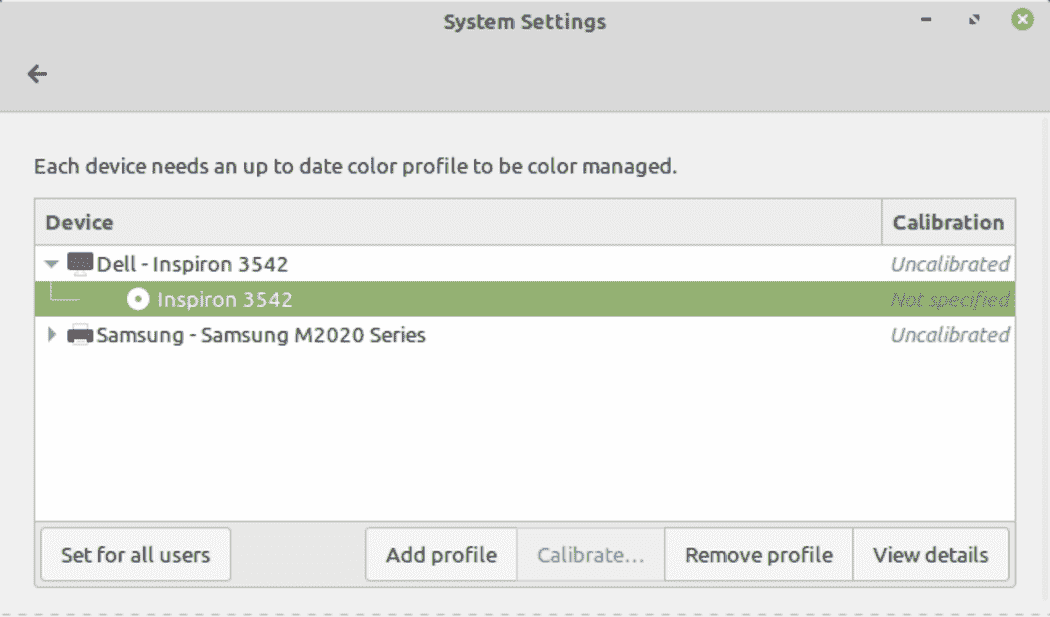 System Settings
Each device needs an up to date color profile to be color managed.
Device Calibration
Dell - Inspiron 3542 Uncalibrated
Inspiron 3542 Not specified
Samsung - Samsung M2020 Series Uncalibrated
Set for all users Add profile Calibrate... Remove profile View details